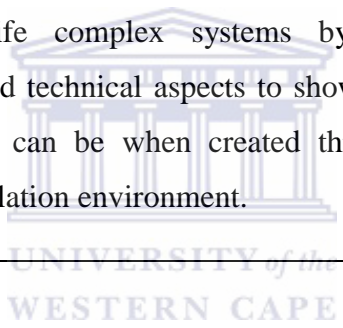 ife complex systems by
d technical aspects to show
can be when created th
lation environment.
UNIVERSITY of the
WESTERN CAPE